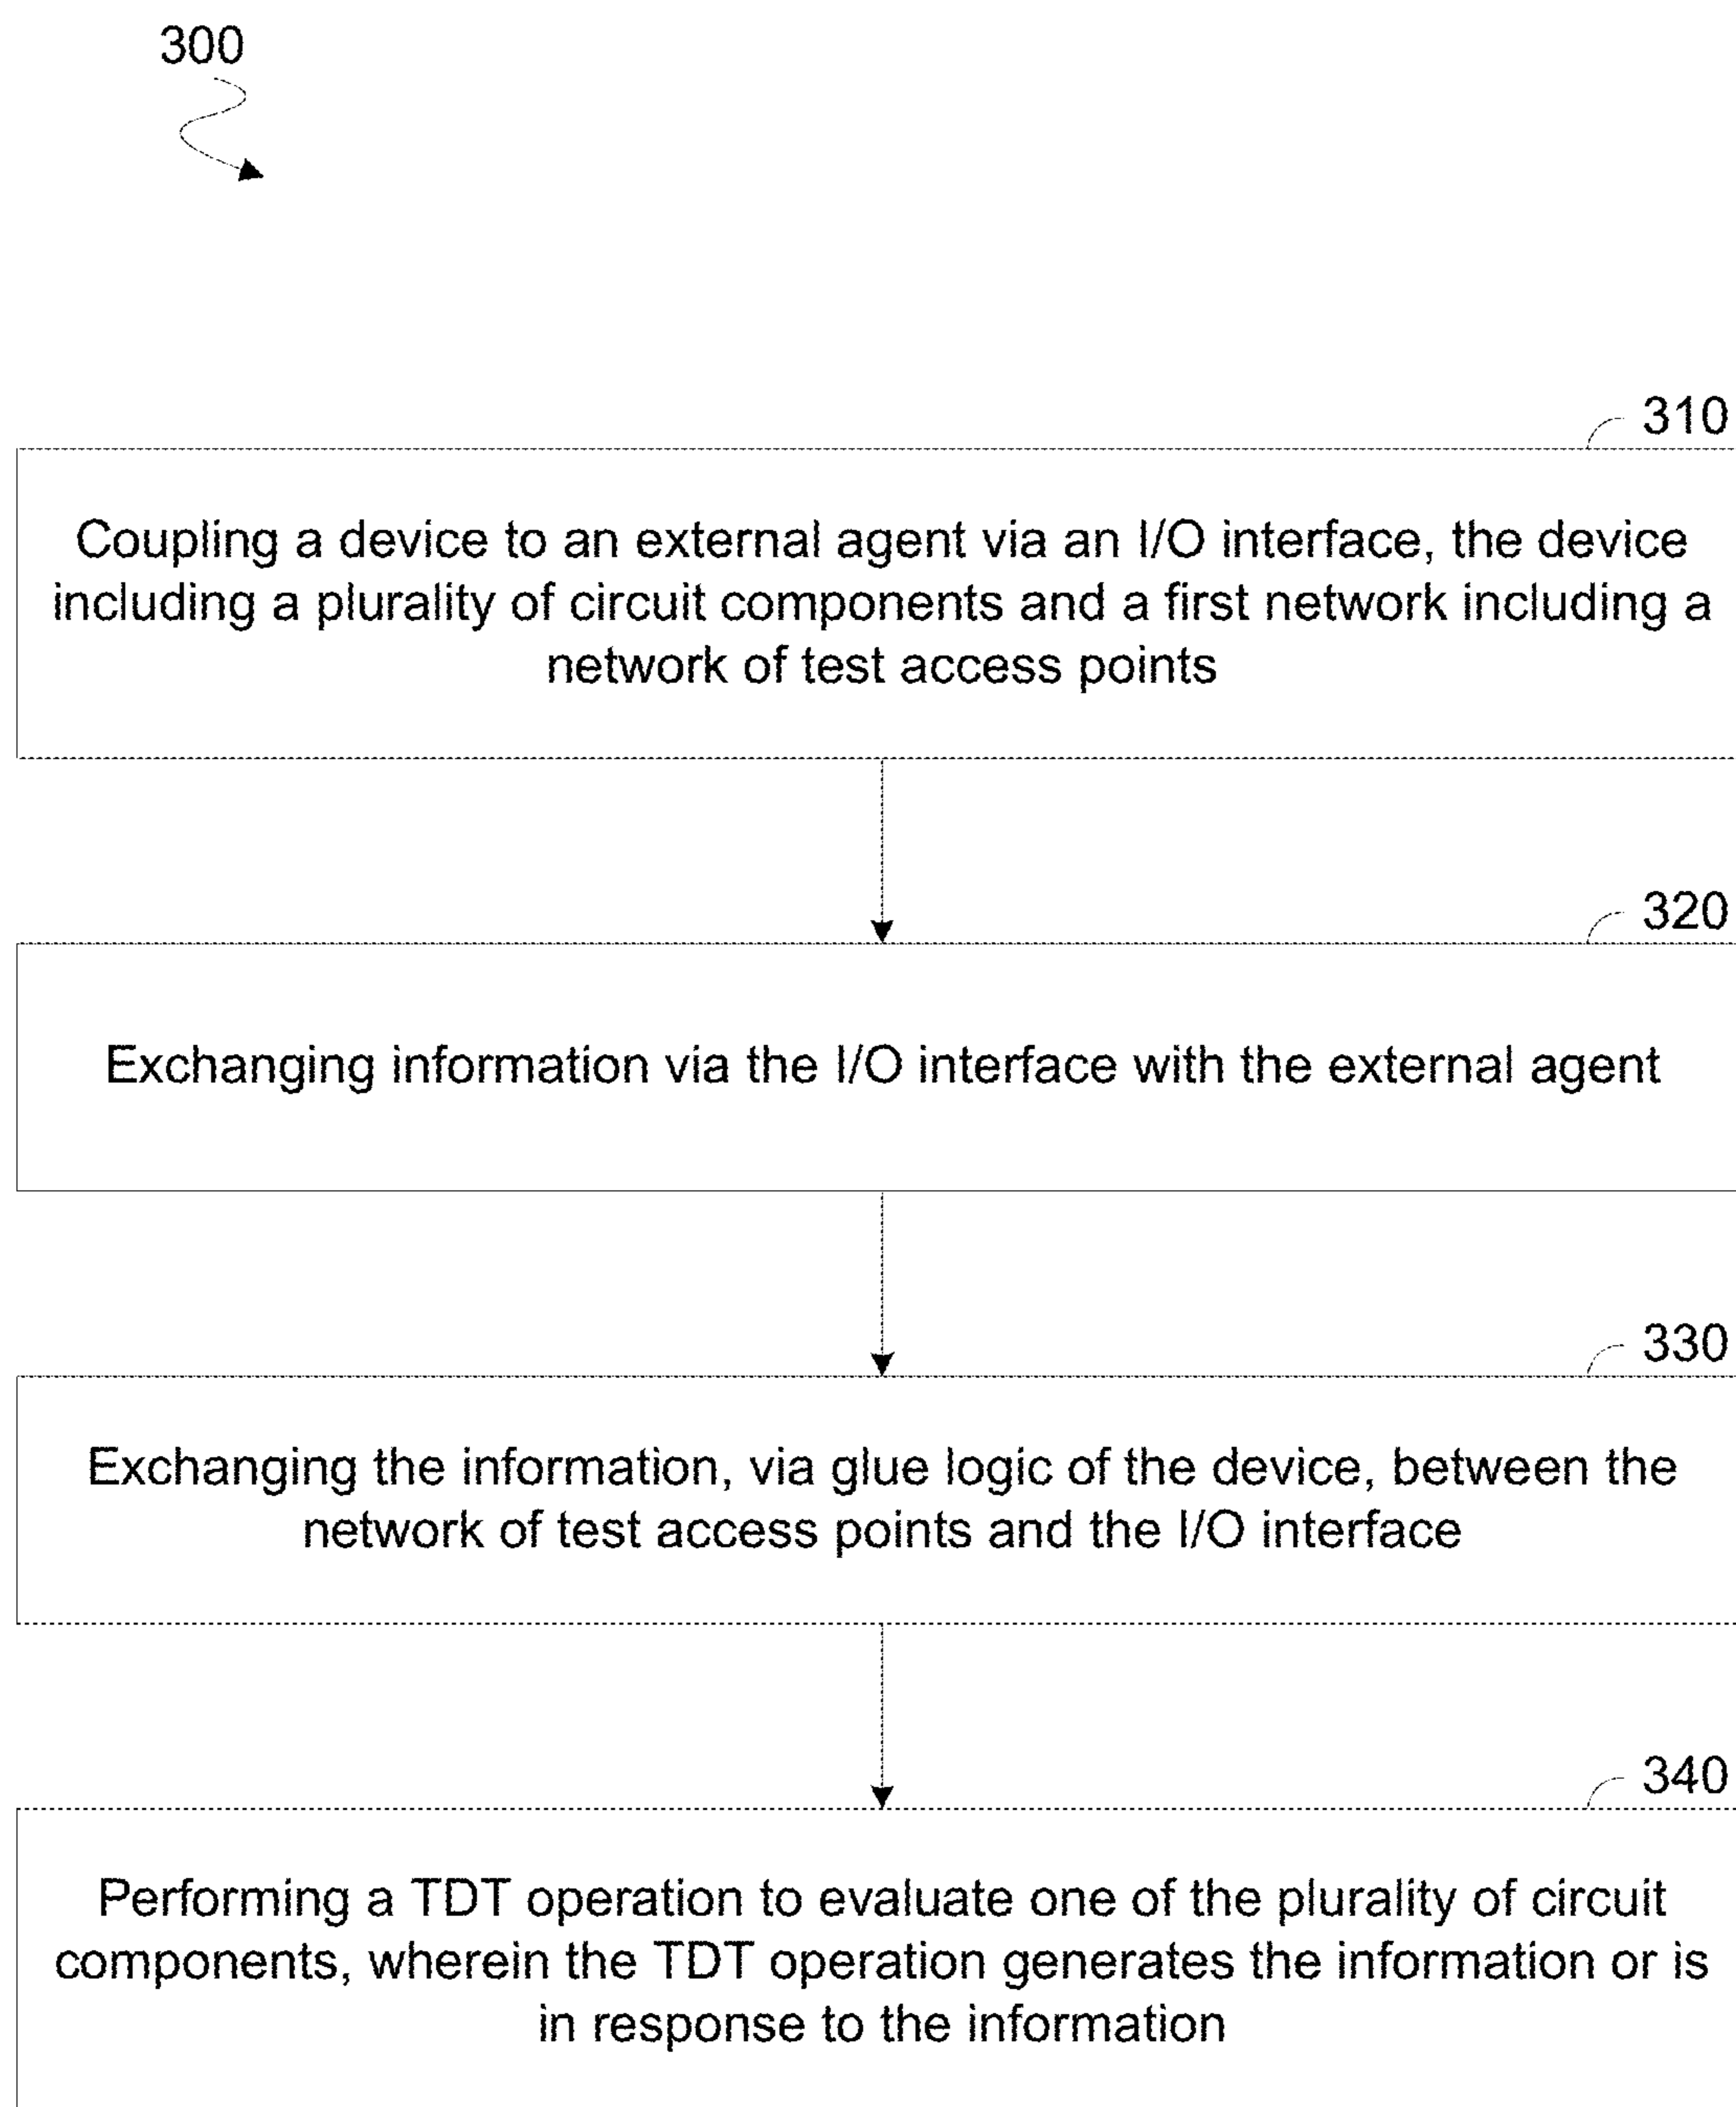 300
310
Coupling a device to an external agent via an I/O interface, the device
including a plurality of circuit components and a first network including a
network of test access points
320
Exchanging information via the I/O interface with the external agent
330
Exchanging the information, via glue logic of the device, between the
network of test access points and the I/O interface
340
Performing a TDT operation to evaluate one of the plurality of circuit
components, wherein the TDT operation generates the information or is
in response to the information